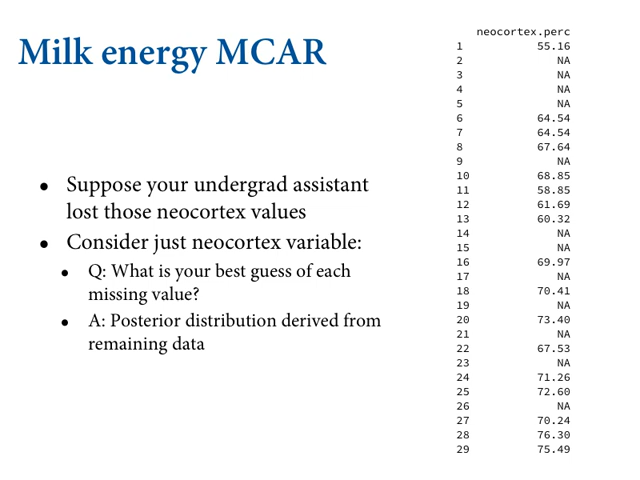 Milk energy MCAR
• Suppose your undergrad assistant
lost those neocortex values
• Consider just neocortex variable:
• Q: What is your best guess of each
missing value?
• A: Posterior distribution derived from
remaining data
neocortex.perc
1 55.16
2 NA
3 NA
4 NA
5 NA
6 64.54
7 64.54
8 67.64
9 NA
10 68.85
11 58.85
12 61.69
13 60.32
14 NA
15 NA
16 69.97
17 NA
18 70.41
19 NA
20 73.40
21 NA
22 67.53
23 NA
24 71.26
25 72.60
26 NA
27 70.24
28 76.30
29 75.49